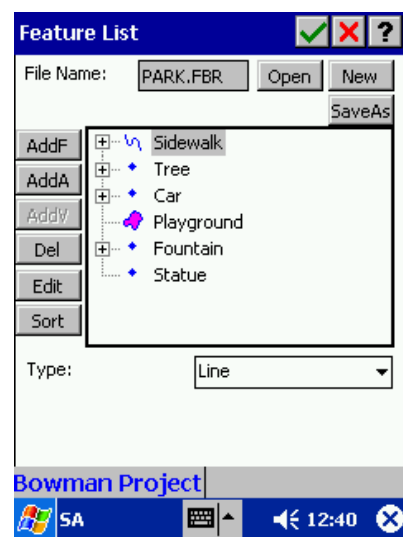 Feature List ?
File Name: PARK.FBR Open New
SaveAs
AddF
AddA
AddV
Del
Edit
Sort
Sidewalk
Tree
Car
Playground
Fountain
Statue
Type: Line
Bowman Project
SA 12:40